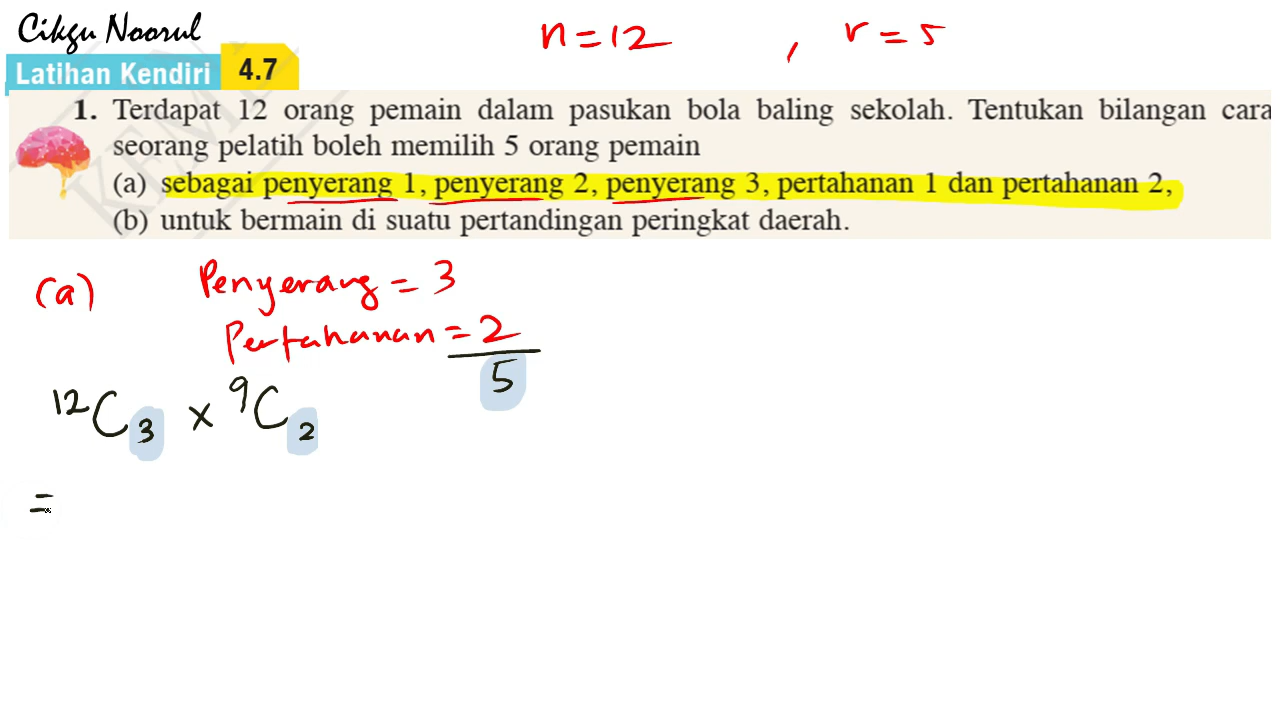 Cikgu Noorul
n=12 , r = 5
Latihan Kendiri 4.7
1. Terdapat 12 orang pemain dalam pasukan bola baling sekolah. Tentukan bilangan cara
seorang pelatih boleh memilih 5 orang pemain
(a) sebagai penyerang 1, penyerang 2, penyerang 3, pertahanan 1 dan pertahanan 2,
(b) untuk bermain di suatu pertandingan peringkat daerah.
(a) Penyerang = 3
Pertahanan = 2
5
¹²C₃ × ⁹C₂
=